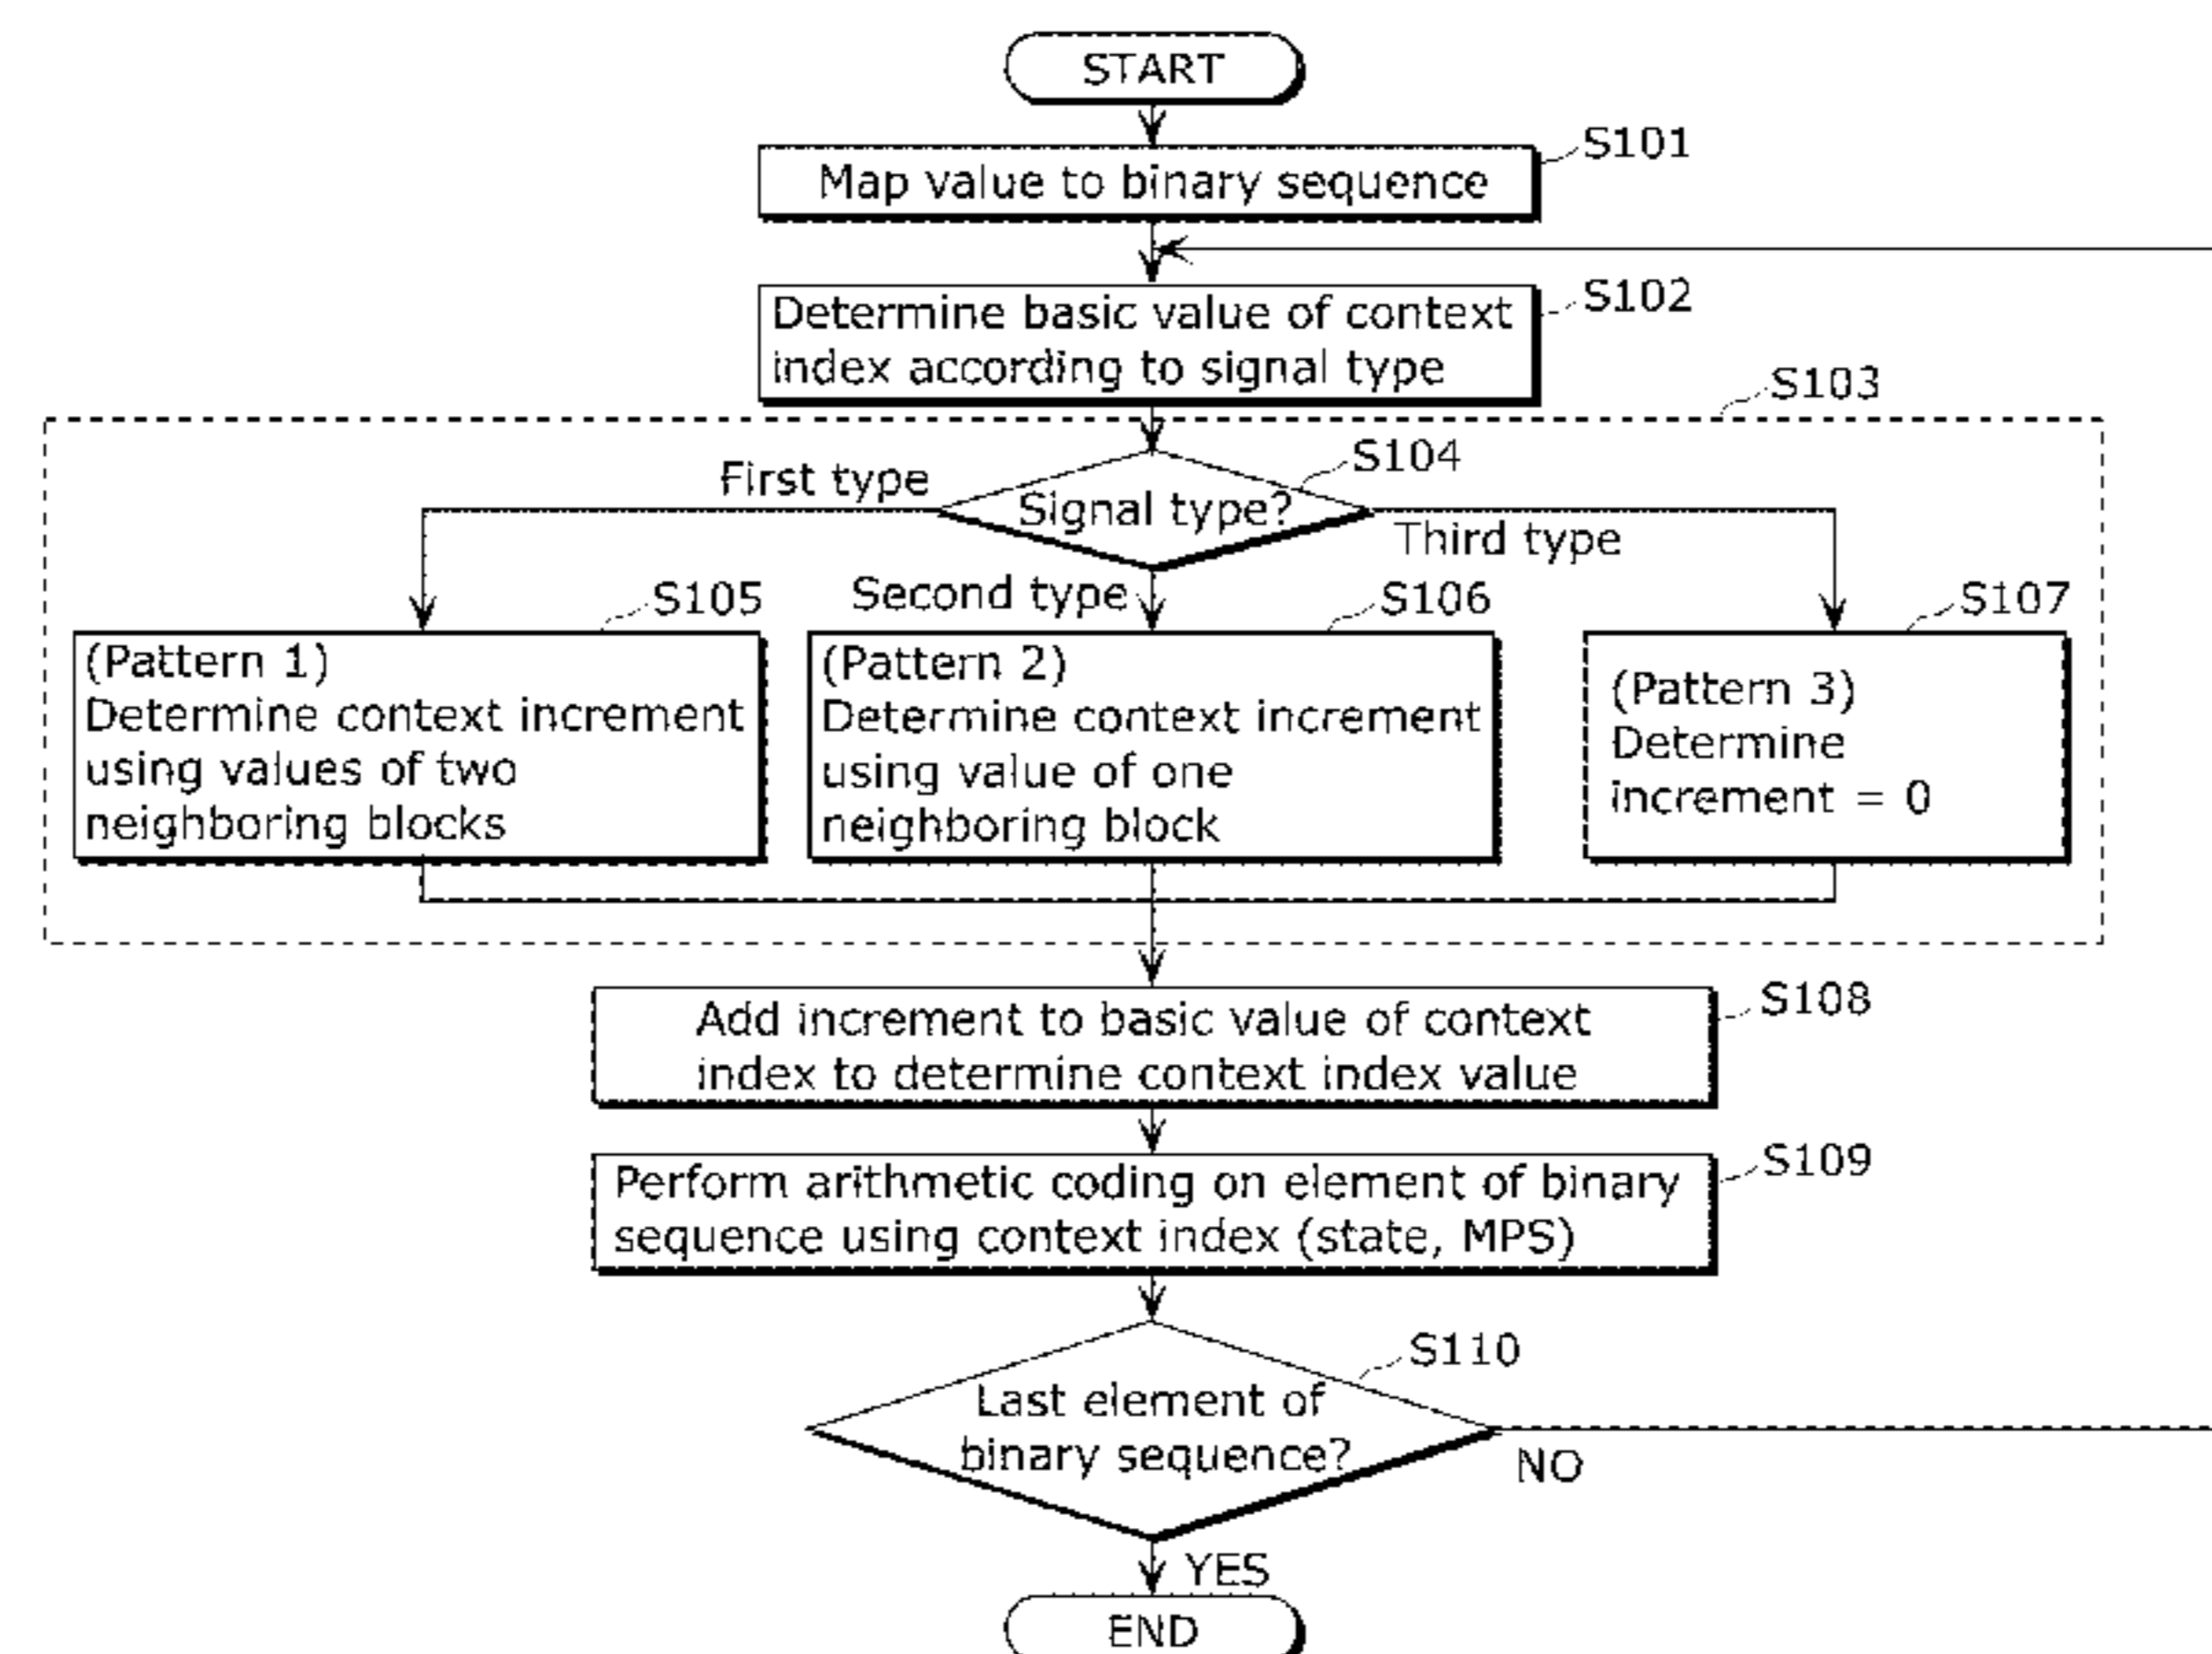 START
S101
Map value to binary sequence
S102
Determine basic value of context
index according to signal type
S103
S104
First type
Signal type?
Third type
Second type
S105
S106
S107
(Pattern 1)
Determine context increment
using values of two
neighboring blocks
(Pattern 2)
Determine context increment
using value of one
neighboring block
(Pattern 3)
Determine
increment = 0
S108
Add increment to basic value of context
index to determine context index value
S109
Perform arithmetic coding on element of binary
sequence using context index (state, MPS)
S110
Last element of
binary sequence?
NO
YES
END